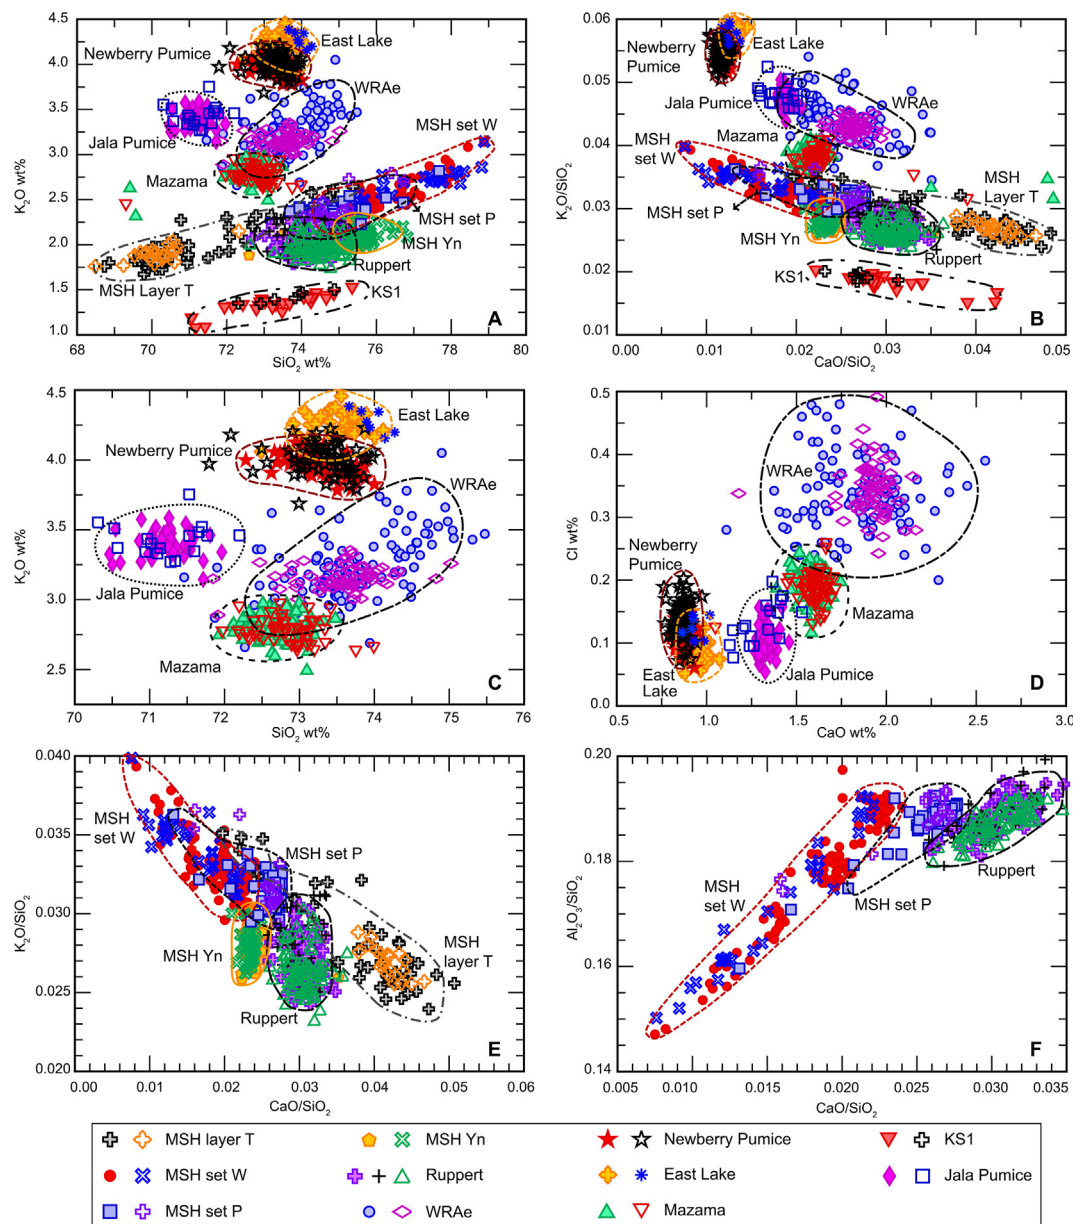 4.5
4.0
3.5
3.0
2.5
2.0
1.5
1.0
K2O wt%
Newberry Pumice
East Lake
WRAe
Jala Pumice
MSH set W
Mazama
MSH set P
MSH Yn
Ruppert
MSH Layer T
KS1
A
68 70 72 74 76 78 80
SiO2 wt%
0.06
0.05
0.04
0.03
0.02
0.01
K2O/SiO2
Newberry
Pumice
East Lake
Jala Pumice
WRAe
MSH
set W
Mazama
MSH
Layer T
MSH set P
MSH Yn
Ruppert
KS1
B
0.00 0.01 0.02 0.03 0.04 0.05
CaO/SiO2
4.5
4.0
3.5
3.0
2.5
K2O wt%
East Lake
Newberry Pumice
WRAe
Jala Pumice
Mazama
C
70 71 72 73 74 75 76
SiO2 wt%
0.5
0.4
0.3
0.2
0.1
0.0
Cl wt%
WRAe
Newberry
Pumice
Mazama
East
Lake
Jala Pumice
D
0.5 1.0 1.5 2.0 2.5 3.0
CaO wt%
0.040
0.035
0.030
0.025
0.020
K2O/SiO2
MSH
set W
MSH set P
MSH Yn
MSH
layer T
Ruppert
E
0.00 0.01 0.02 0.03 0.04 0.05 0.06
CaO/SiO2
0.20
0.18
0.16
0.14
Al2O3/SiO2
Ruppert
MSH
set W
MSH set P
F
0.005 0.010 0.015 0.020 0.025 0.030 0.035
CaO/SiO2
MSH layer T MSH Yn Newberry Pumice KS1
MSH set W Ruppert East Lake Jala Pumice
MSH set P WRAe Mazama